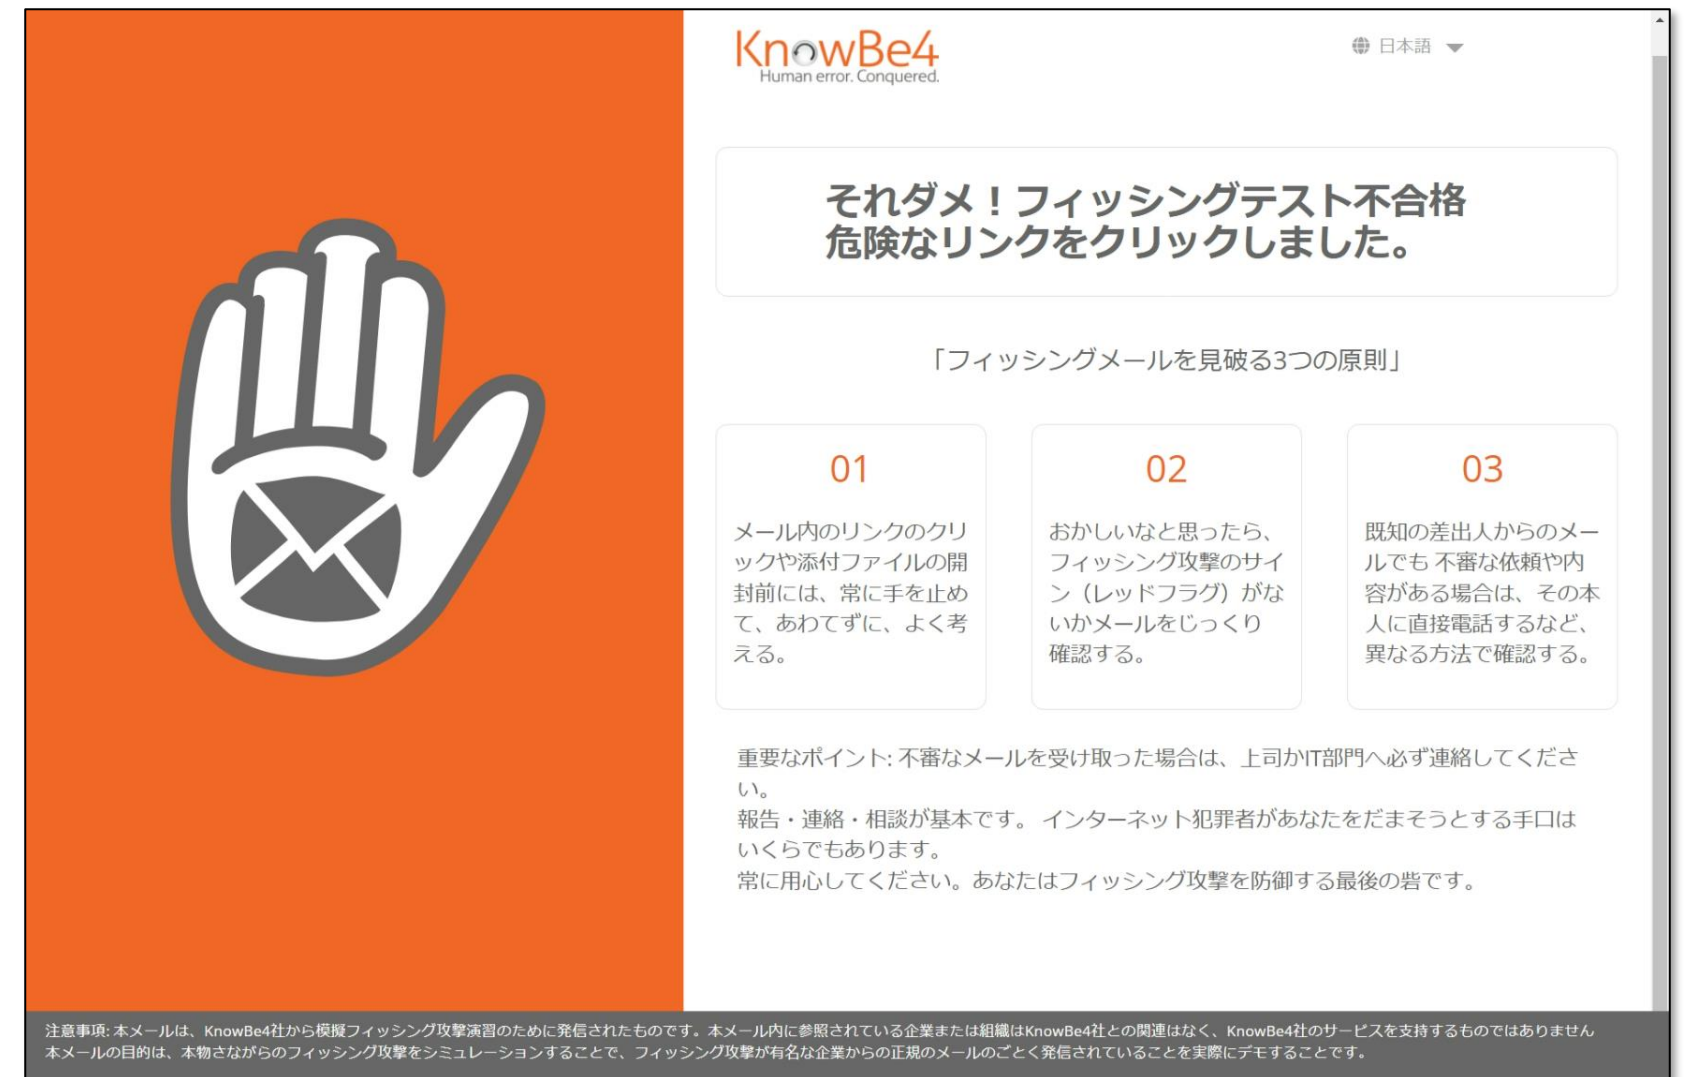 KnowBe4
Human error. Conquered.
日本語
それダメ！フィッシングテスト不合格
危険なリンクをクリックしました。
「フィッシングメールを見破る3つの原則」
01
メール内のリンクのクリ
ックや添付ファイルの開
封前には、常に手を止め
て、あわてずに、よく考
える。
02
おかしいなと思ったら、
フィッシング攻撃のサイ
ン（レッドフラグ）がな
いかメールをじっくり
確認する。
03
既知の差出人からのメー
ルでも 不審な依頼や内
容がある場合は、その本
人に直接電話するなど、
異なる方法で確認する。
重要なポイント: 不審なメールを受け取った場合は、上司かIT部門へ必ず連絡してくださ
い。
報告・連絡・相談が基本です。 インターネット犯罪者があなたをだまそうとする手口は
いくらでもあります。
常に用心してください。あなたはフィッシング攻撃を防御する最後の砦です。
注意事項: 本メールは、KnowBe4社から模擬フィッシング攻撃演習のために発信されたものです。本メール内に参照されている企業または組織はKnowBe4社との関連はなく、KnowBe4社のサービスを支持するものではありません
本メールの目的は、本物さながらのフィッシング攻撃をシミュレーションすることで、フィッシング攻撃が有名な企業からの正規のメールのごとく発信されていることを実際にデモすることです。